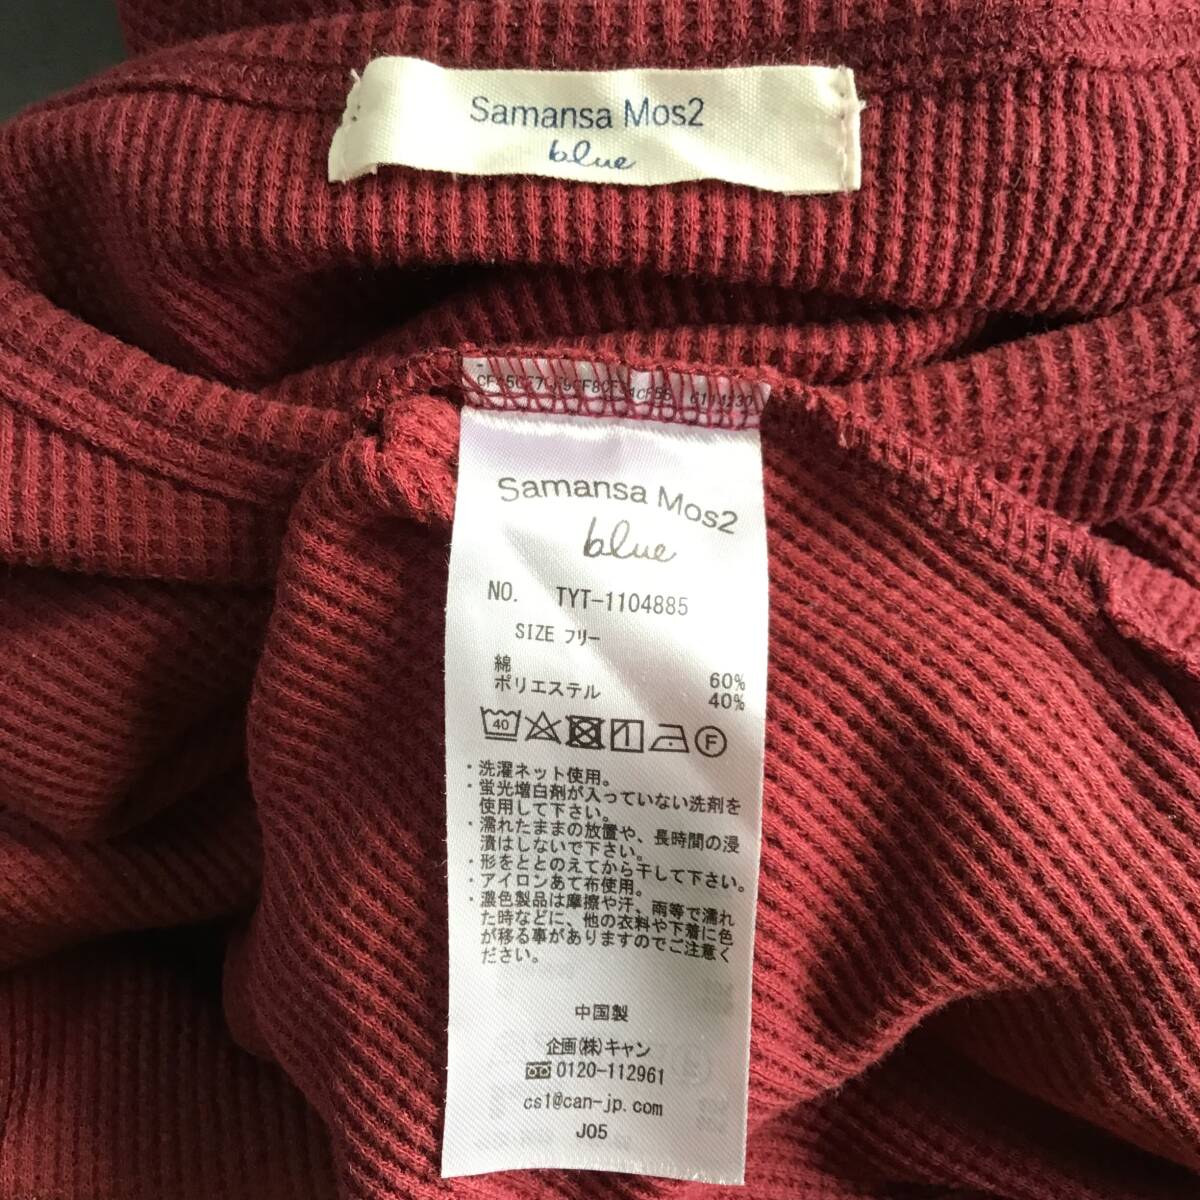 Samansa Mos2
blue
Samansa Mos2
blue
NO. TYT-1104885
SIZE フリー
綿 60%
ポリエステル 40%
40
F
・洗濯ネット使用。
・蛍光増白剤が入っていない洗剤を
使用して下さい。
・濡れたままの放置や、長時間の浸
漬はしないで下さい。
・形をととのえてから干して下さい。
・アイロンあて布使用。
・濃色製品は摩擦や汗、雨等で濡れ
た時などに、他の衣料や下着に色
が移る事がありますのでご注意く
ださい。
中国製
企画(株)キャン
0120-112961
cs1@can-jp.com
J05